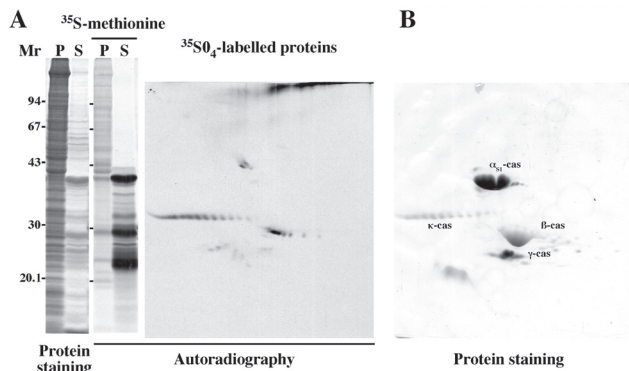 A
B
³⁵S-methionine
³⁵S0₄-labelled proteins
Mr P S P S
94-
67-
43-
30-
20.1-
αS1-cas
κ-cas
ß-cas
γ-cas
Protein staining
Autoradiography
Protein staining